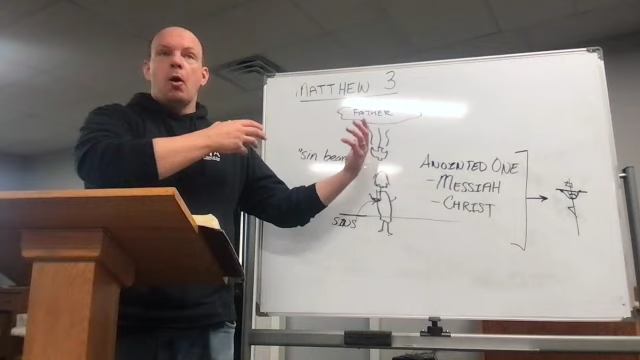 MATTHEW 3
FATHER
"sin bear
ANOINTED ONE
- MESSIAH
- CHRIST
SINS